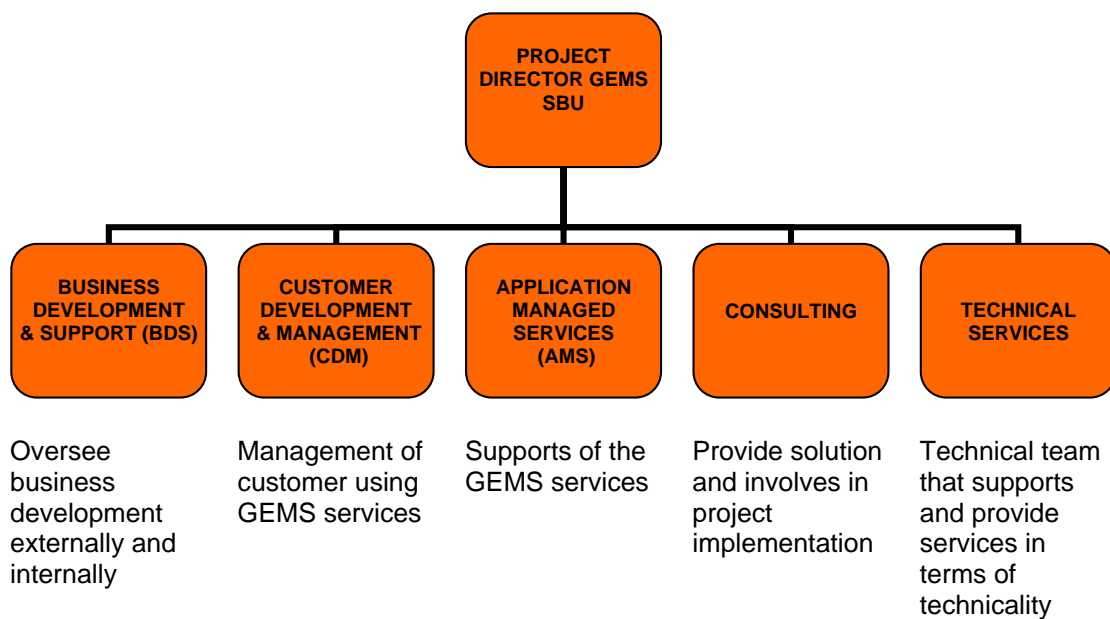 PROJECT
DIRECTOR GEMS
SBU
BUSINESS
DEVELOPMENT
& SUPPORT (BDS)
CUSTOMER
DEVELOPMENT
& MANAGEMENT
(CDM)
APPLICATION
MANAGED
SERVICES
(AMS)
CONSULTING
TECHNICAL
SERVICES
Oversee
business
development
externally and
internally
Management of
customer using
GEMS services
Supports of the
GEMS services
Provide solution
and involves in
project
implementation
Technical team
that supports
and provide
services in
terms of
technicality